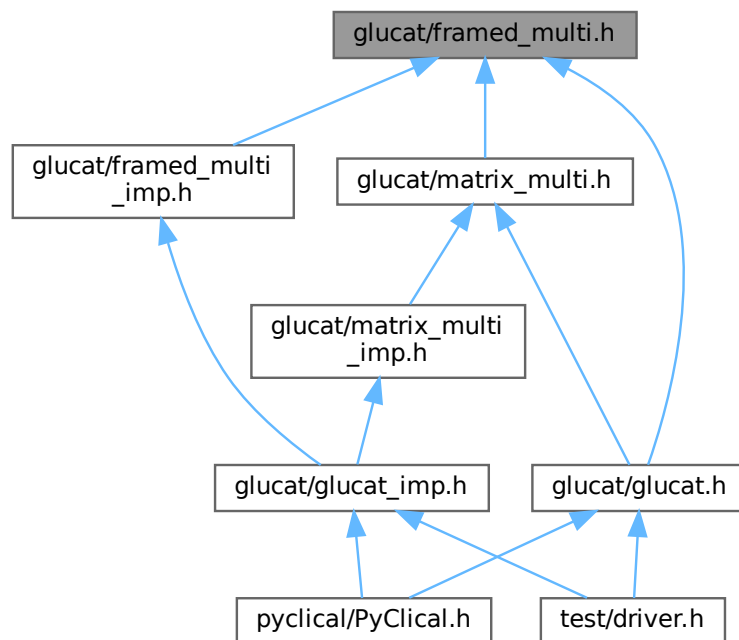 glucat/framed_multi.h
glucat/framed_multi
_imp.h
glucat/matrix_multi.h
glucat/matrix_multi
_imp.h
glucat/glucat_imp.h
glucat/glucat.h
pyclical/PyClical.h
test/driver.h